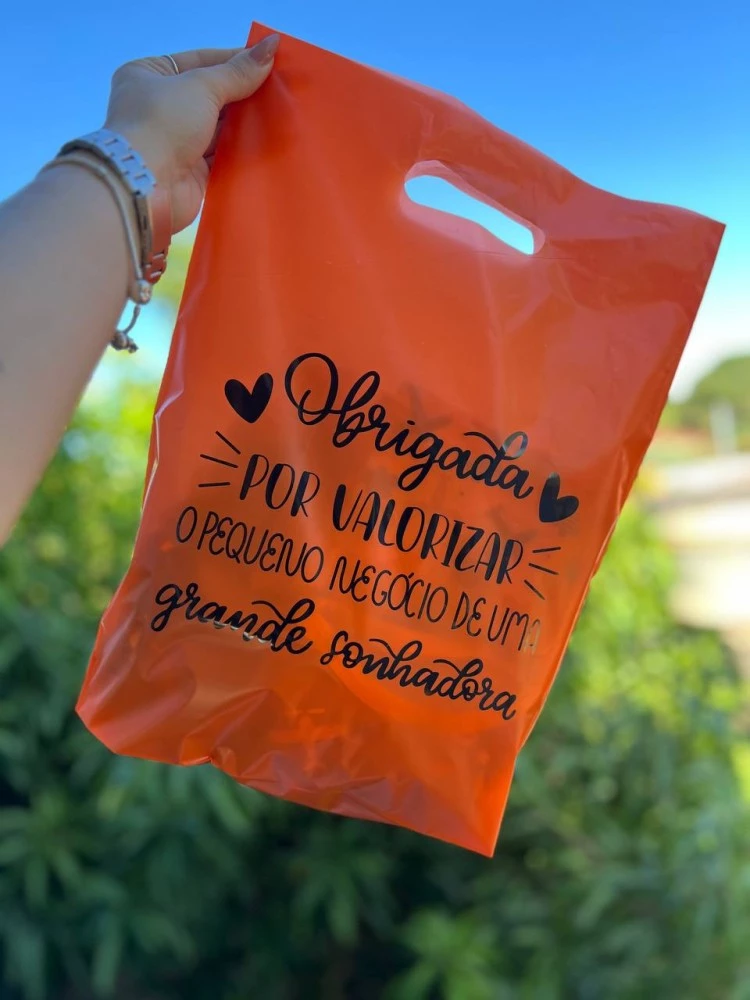 Obrigada
POR VALORIZAR
O PEQUENO NEGÓCIO DE UMA
grande sonhadora